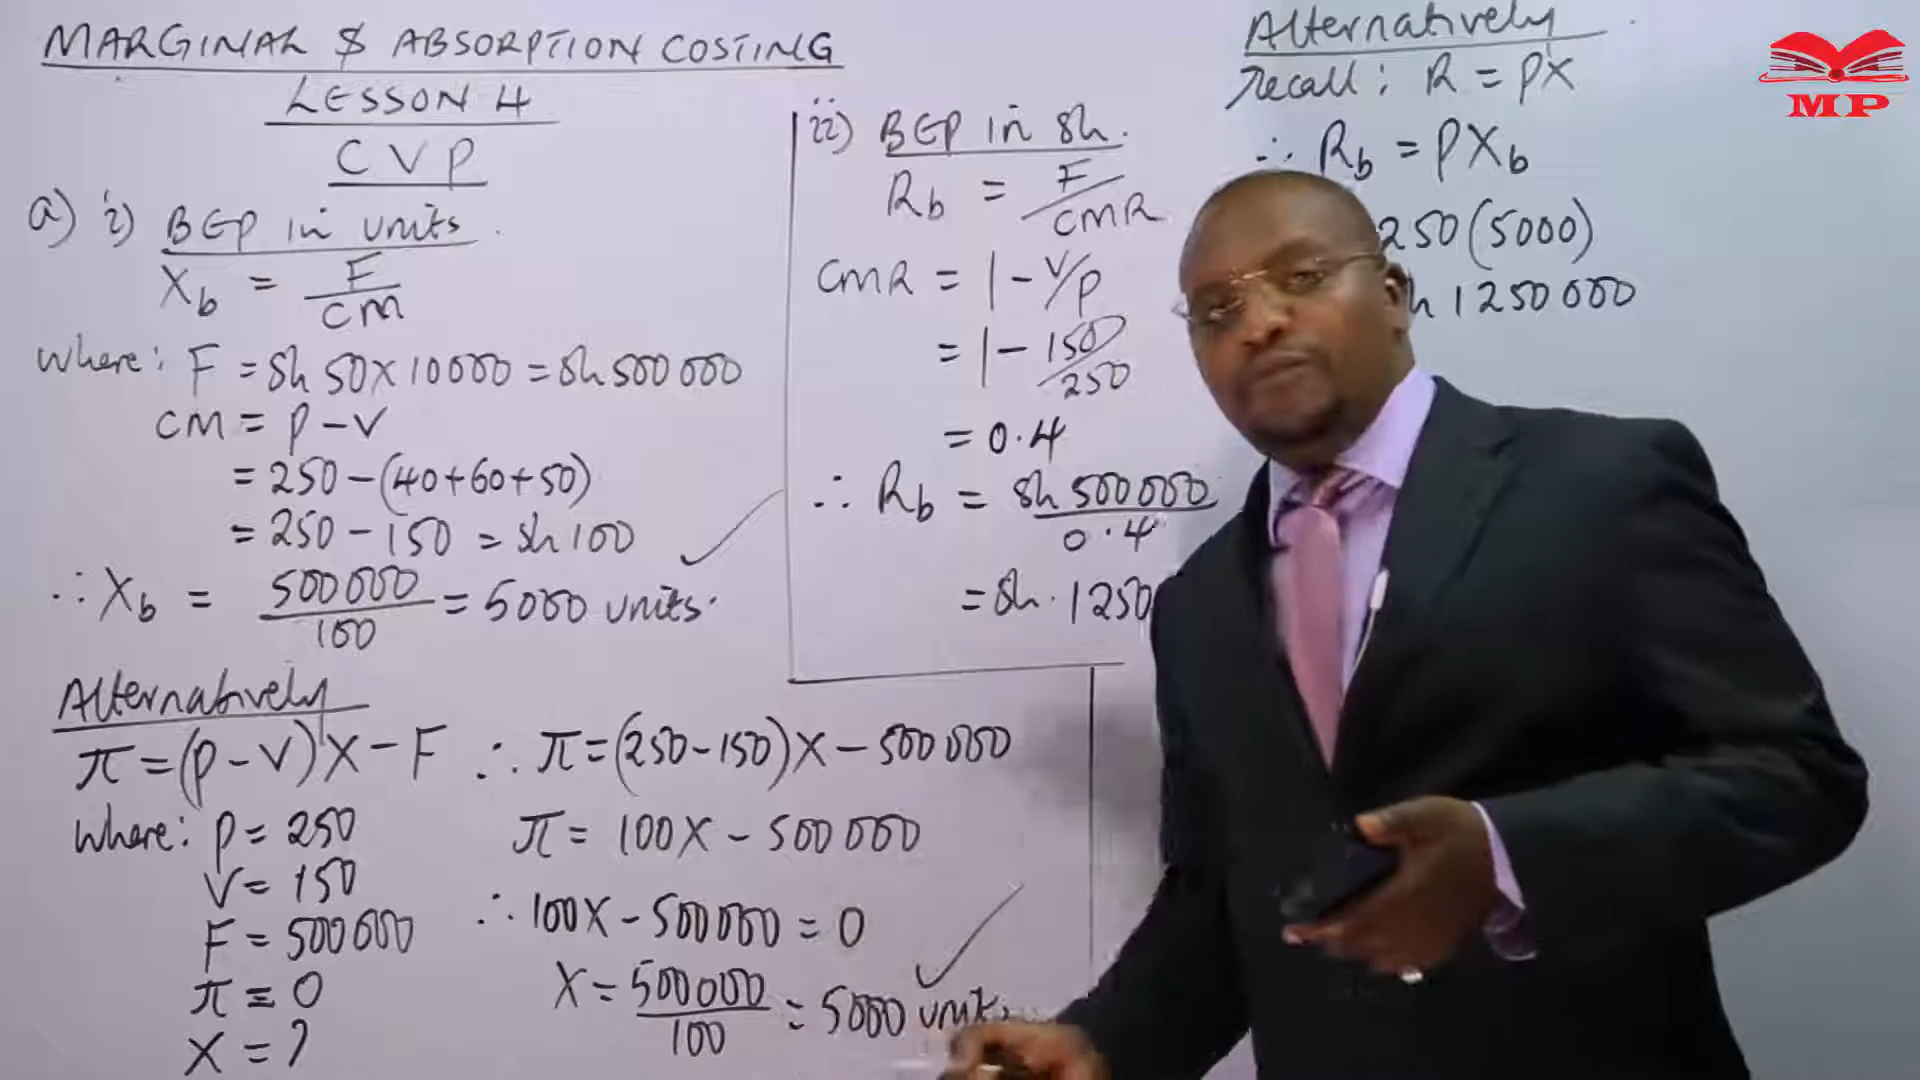 MARGINAL & ABSORPTION COSTING
LESSON 4
CVP
a) i) BEP in units.
Xb = F/CM
Where: F = Sh 50 X 10000 = Sh 500 000
CM = P - V
= 250 - (40+60+50)
= 250 - 150 = Sh 100
∴ Xb = 500 000/100 = 5000 units.
Alternatively
π = (P - V)X - F
Where: P = 250
V = 150
F = 500 000
π = 0
X = ?
∴ π = (250-150)X - 500 000
π = 100X - 500 000
∴ 100X - 500 000 = 0
X = 500 000/100 = 5000 units
ii) BEP in Sh.
Rb = F/CMR
CMR = 1 - V/P
= 1 - 150/250
= 0.4
∴ Rb = Sh 500 000/0.4
= Sh. 1250
Alternatively
recall: R = PX
∴ Rb = PXb
250(5000)
1250 000
MP